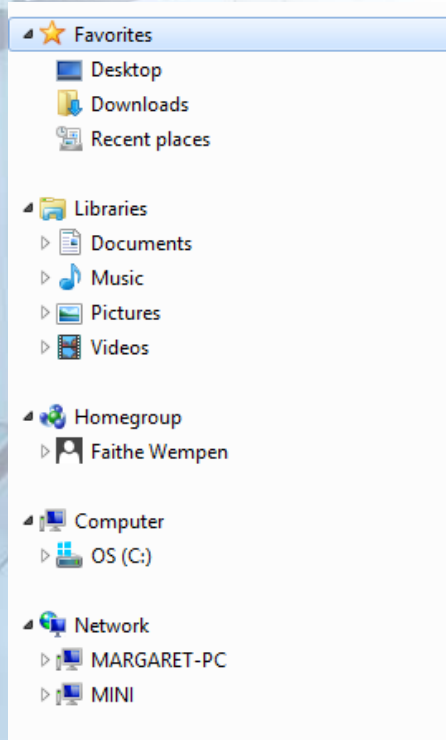 Favorites
Desktop
Downloads
Recent places
Libraries
Documents
Music
Pictures
Videos
Homegroup
Faithe Wempen
Computer
OS (C:)
Network
MARGARET-PC
MINI